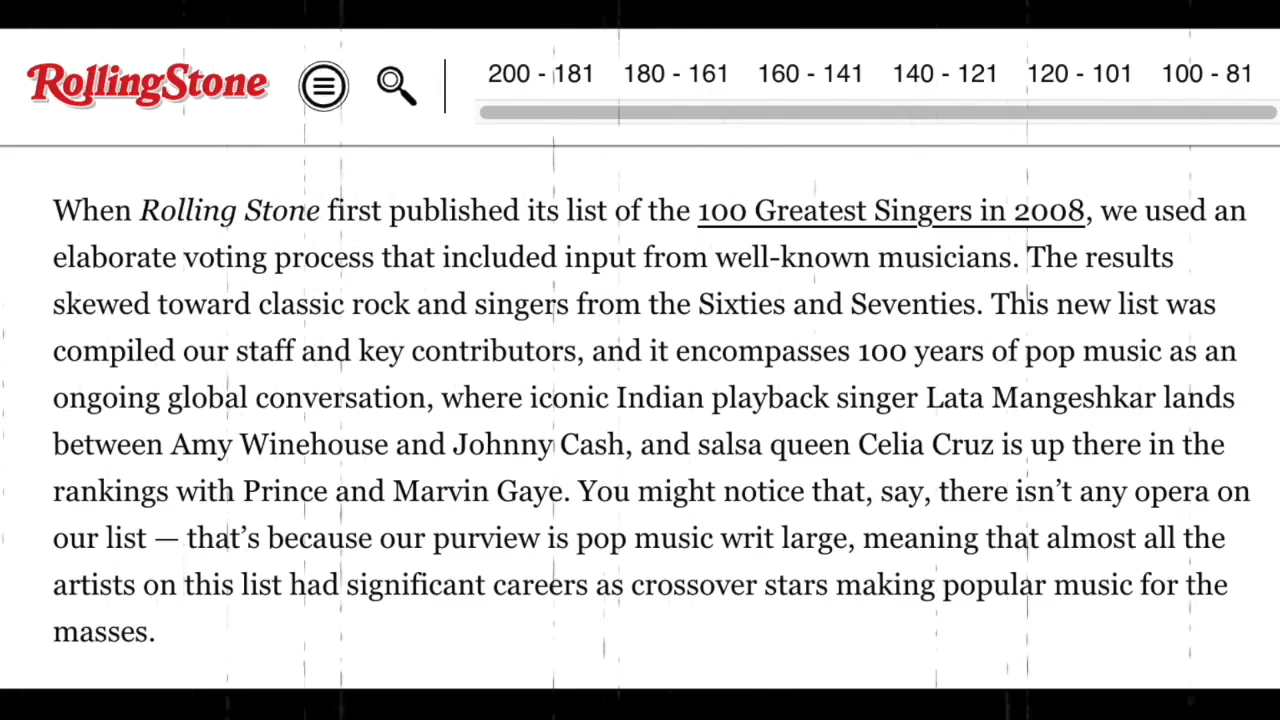 RollingStone
200 - 181 180 - 161 160 - 141 140 - 121 120 - 101 100 - 81
When Rolling Stone first published its list of the 100 Greatest Singers in 2008, we used an
elaborate voting process that included input from well-known musicians. The results
skewed toward classic rock and singers from the Sixties and Seventies. This new list was
compiled our staff and key contributors, and it encompasses 100 years of pop music as an
ongoing global conversation, where iconic Indian playback singer Lata Mangeshkar lands
between Amy Winehouse and Johnny Cash, and salsa queen Celia Cruz is up there in the
rankings with Prince and Marvin Gaye. You might notice that, say, there isn’t any opera on
our list — that’s because our purview is pop music writ large, meaning that almost all the
artists on this list had significant careers as crossover stars making popular music for the
masses.